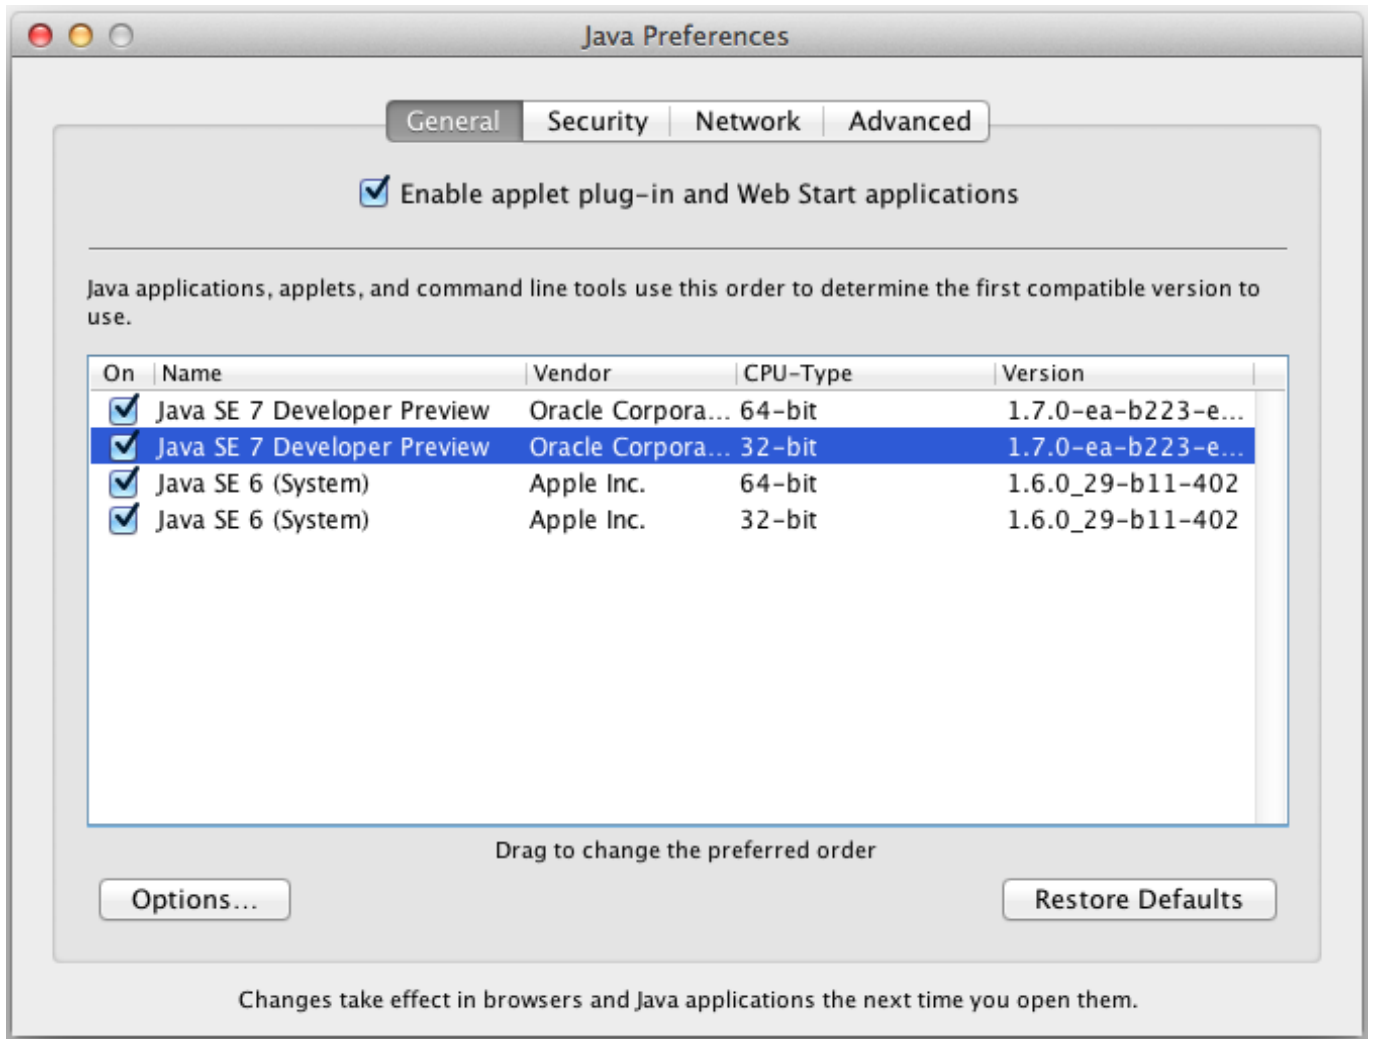 Java Preferences
General Security Network Advanced
Enable applet plug-in and Web Start applications
Java applications, applets, and command line tools use this order to determine the first compatible version to
use.
On Name Vendor CPU-Type Version
Java SE 7 Developer Preview Oracle Corpora... 64-bit 1.7.0-ea-b223-e...
Java SE 7 Developer Preview Oracle Corpora... 32-bit 1.7.0-ea-b223-e...
Java SE 6 (System) Apple Inc. 64-bit 1.6.0_29-b11-402
Java SE 6 (System) Apple Inc. 32-bit 1.6.0_29-b11-402
Drag to change the preferred order
Options... Restore Defaults
Changes take effect in browsers and Java applications the next time you open them.